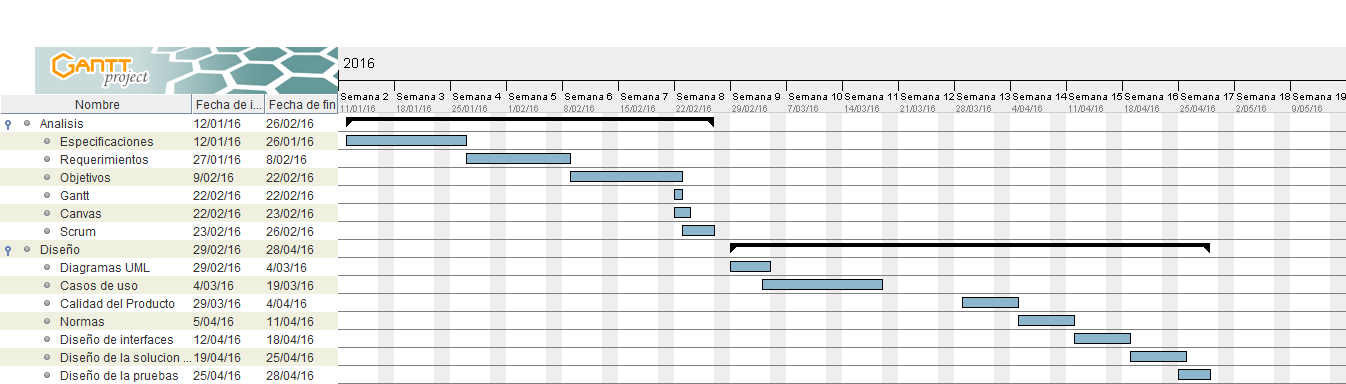 GANTT
project
2016
Semana 2 Semana 3 Semana 4 Semana 5 Semana 6 Semana 7 Semana 8 Semana 9 Semana 10 Semana 11 Semana 12 Semana 13 Semana 14 Semana 15 Semana 16 Semana 17 Semana 18 Semana 19
11/01/16 18/01/16 25/01/16 1/02/16 8/02/16 15/02/16 22/02/16 29/02/16 7/03/16 14/03/16 21/03/16 28/03/16 4/04/16 11/04/16 18/04/16 25/04/16 2/05/16 9/05/16
Nombre Fecha de i... Fecha de fin
Analisis 12/01/16 26/02/16
Especificaciones 12/01/16 26/01/16
Requerimientos 27/01/16 8/02/16
Objetivos 9/02/16 22/02/16
Gantt 22/02/16 22/02/16
Canvas 22/02/16 23/02/16
Scrum 23/02/16 26/02/16
Diseño 29/02/16 28/04/16
Diagramas UML 29/02/16 4/03/16
Casos de uso 4/03/16 19/03/16
Calidad del Producto 29/03/16 4/04/16
Normas 5/04/16 11/04/16
Diseño de interfaces 12/04/16 18/04/16
Diseño de la solucion ... 19/04/16 25/04/16
Diseño de la pruebas 25/04/16 28/04/16